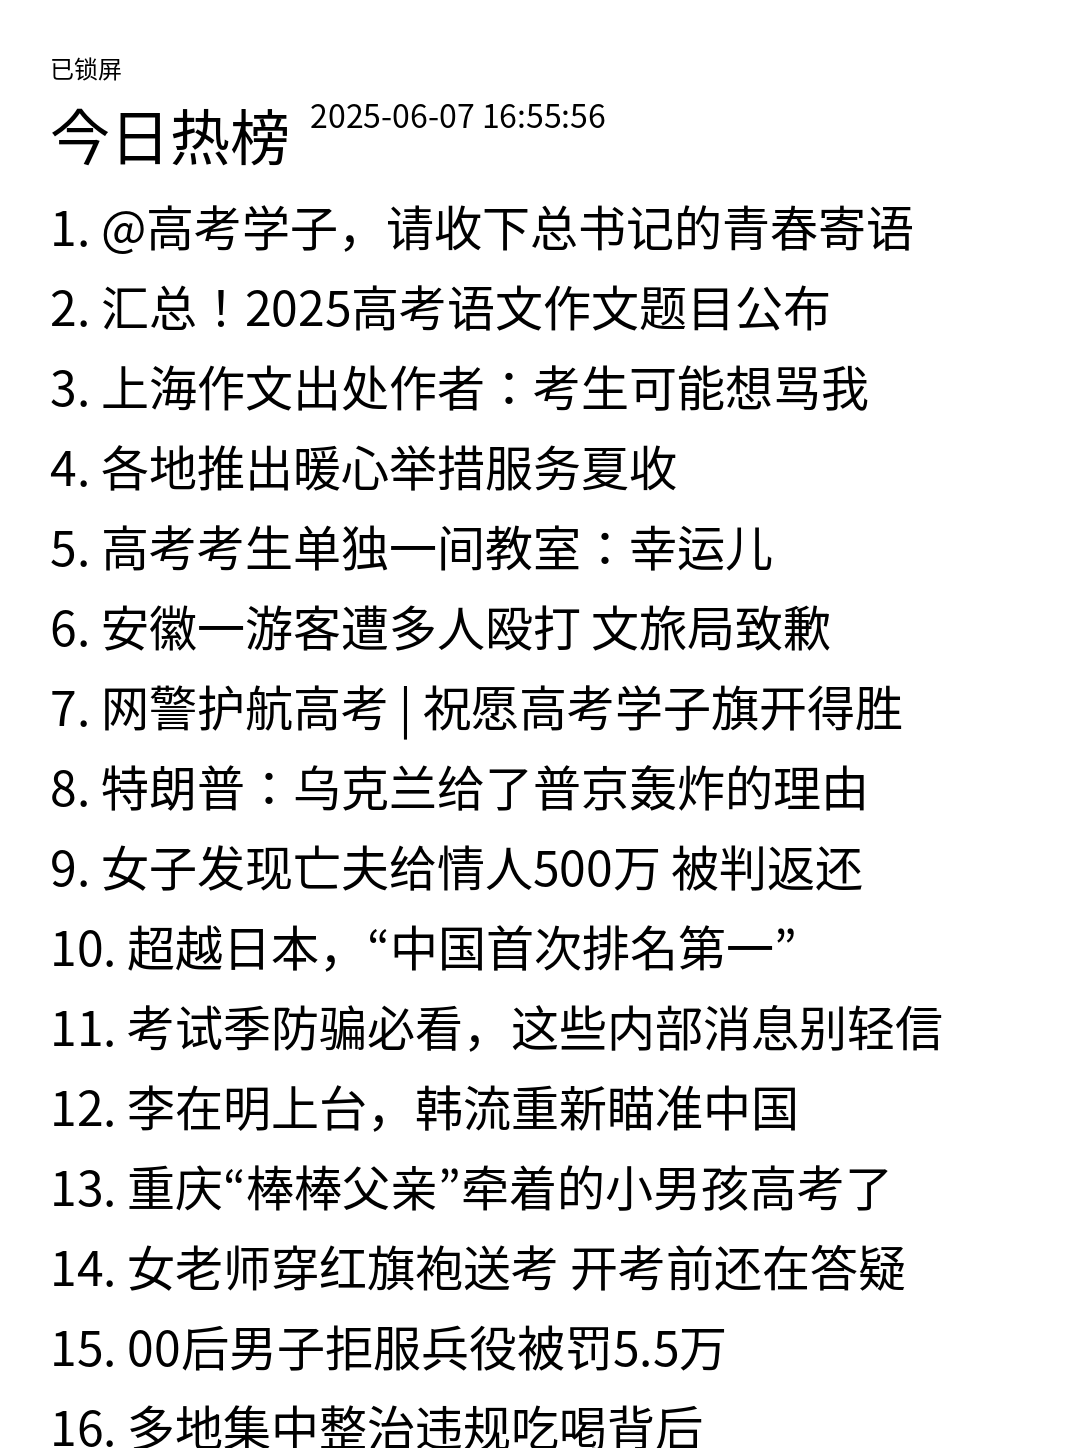 已锁屏
今日热榜 2025-06-07 16:55:56
1. @高考学子，请收下总书记的青春寄语
2. 汇总！2025高考语文作文题目公布
3. 上海作文出处作者：考生可能想骂我
4. 各地推出暖心举措服务夏收
5. 高考考生单独一间教室：幸运儿
6. 安徽一游客遭多人殴打 文旅局致歉
7. 网警护航高考 | 祝愿高考学子旗开得胜
8. 特朗普：乌克兰给了普京轰炸的理由
9. 女子发现亡夫给情人500万 被判返还
10. 超越日本，“中国首次排名第一”
11. 考试季防骗必看，这些内部消息别轻信
12. 李在明上台，韩流重新瞄准中国
13. 重庆“棒棒父亲”牵着的小男孩高考了
14. 女老师穿红旗袍送考 开考前还在答疑
15. 00后男子拒服兵役被罚5.5万
16. 多地集中整治违规吃喝背后